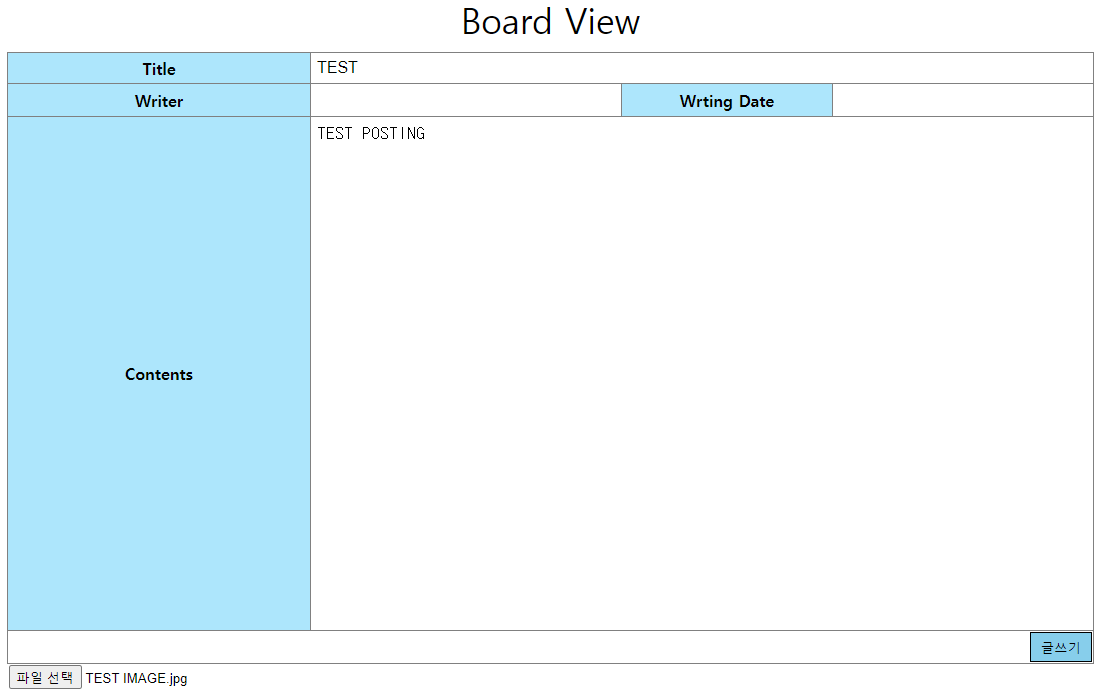 Board View
Title TEST
Writer Wrting Date
TEST POSTING
Contents
글쓰기
파일 선택 TEST IMAGE.jpg